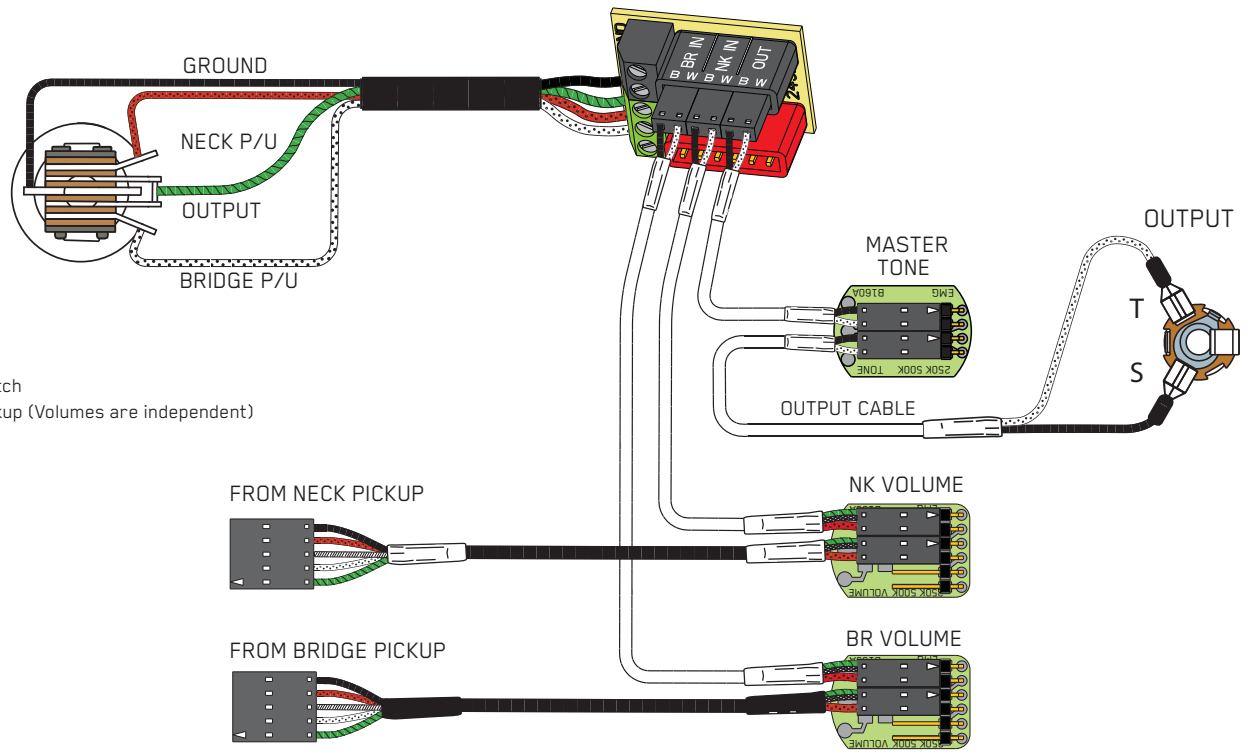 GROUND
NECK P/U
OUTPUT
BRIDGE P/U
BR IN
NK IN
OUT
B W B W B W
MASTER
TONE
B160A
EMG
TONE
250K 500K
OUTPUT
T
S
OUTPUT CABLE
tch
kup (Volumes are independent)
FROM NECK PICKUP
NK VOLUME
VOLUME
250K 500K
FROM BRIDGE PICKUP
BR VOLUME
VOLUME
250K 500K